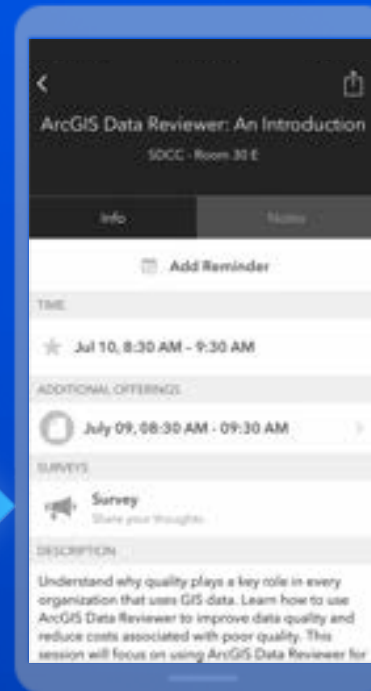 ArcGIS Data Reviewer: An Introduction
SDCC - Room 30 E
Info Notes
Add Reminder
TIME
Jul 10, 8:30 AM - 9:30 AM
ADDITIONAL OFFERINGS
July 09, 08:30 AM - 09:30 AM
SURVEYS
Survey
Share your thoughts
DESCRIPTION
Understand why quality plays a key role in every
organization that uses GIS data. Learn how to use
ArcGIS Data Reviewer to improve data quality and
reduce costs associated with poor quality. This
session will focus on using ArcGIS Data Reviewer for